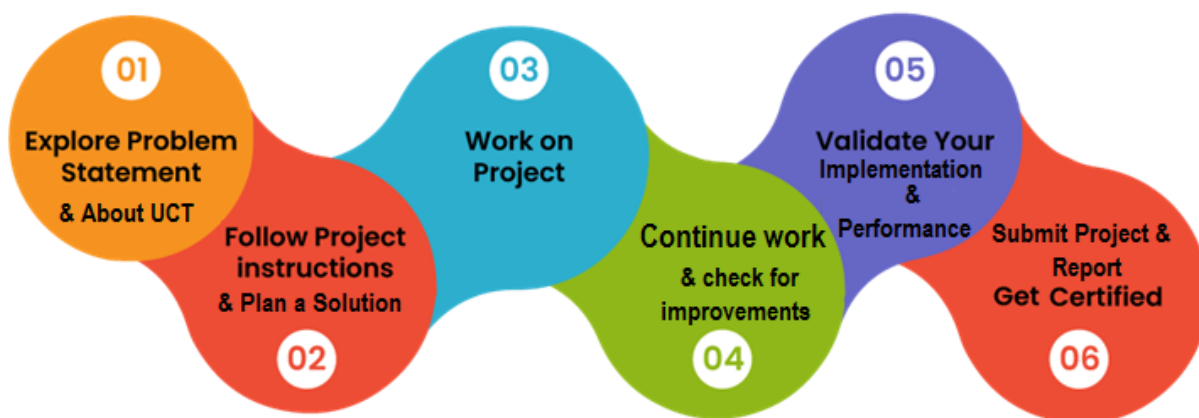 01
Explore Problem
Statement
& About UCT
Follow Project
instructions
& Plan a Solution
02
03
Work on
Project
Continue work
& check for
improvements
04
05
Validate Your
Implementation
&
Performance
Submit Project &
Report
Get Certified
06